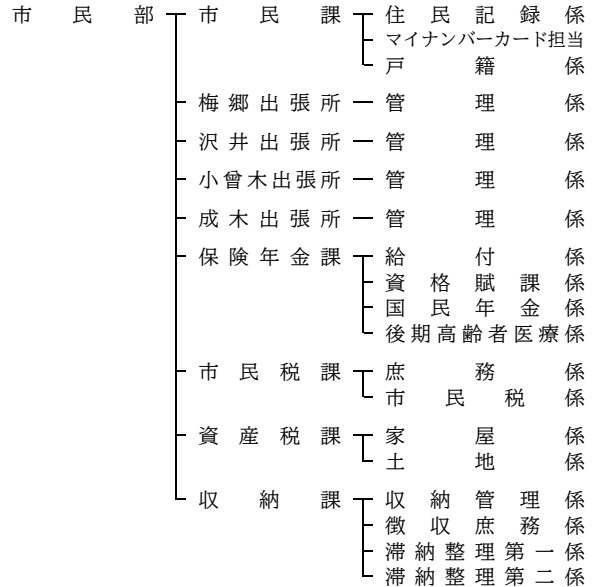 市民部 市民課 住民記録係
マイナンバーカード担当
戸籍係
梅郷出張所 管理係
沢井出張所 管理係
小曾木出張所 管理係
成木出張所 管理係
保険年金課 給付係
資格賦課係
国民年金係
後期高齢者医療係
市民税課 庶務係
市民税係
資産税課 家屋係
土地係
収納課 収納管理係
徴収庶務係
滞納整理第一係
滞納整理第二係